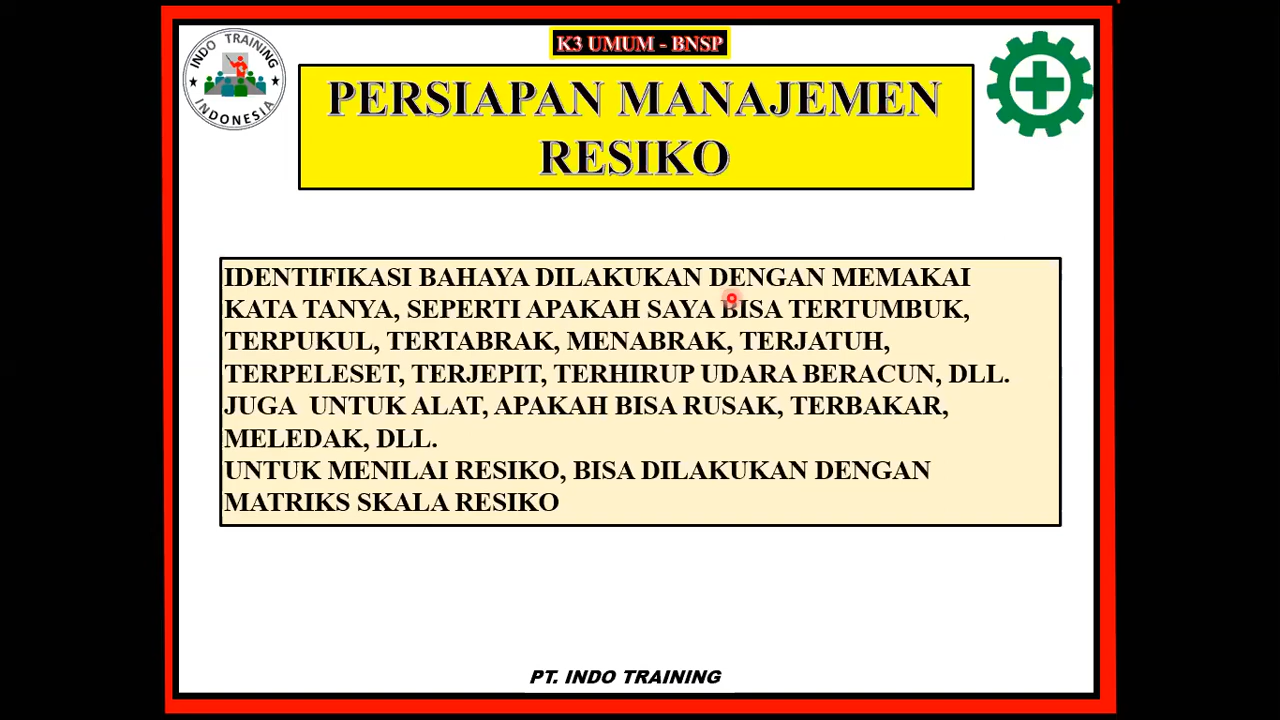 INDO TRAINING
INDONESIA
K3 UMUM - BNSP
PERSIAPAN MANAJEMEN
RESIKO
IDENTIFIKASI BAHAYA DILAKUKAN DENGAN MEMAKAI
KATA TANYA, SEPERTI APAKAH SAYA BISA TERTUMBUK,
TERPUKUL, TERTABRAK, MENABRAK, TERJATUH,
TERPELESET, TERJEPIT, TERHIRUP UDARA BERACUN, DLL.
JUGA  UNTUK ALAT, APAKAH BISA RUSAK, TERBAKAR,
MELEDAK, DLL.
UNTUK MENILAI RESIKO, BISA DILAKUKAN DENGAN
MATRIKS SKALA RESIKO
PT. INDO TRAINING